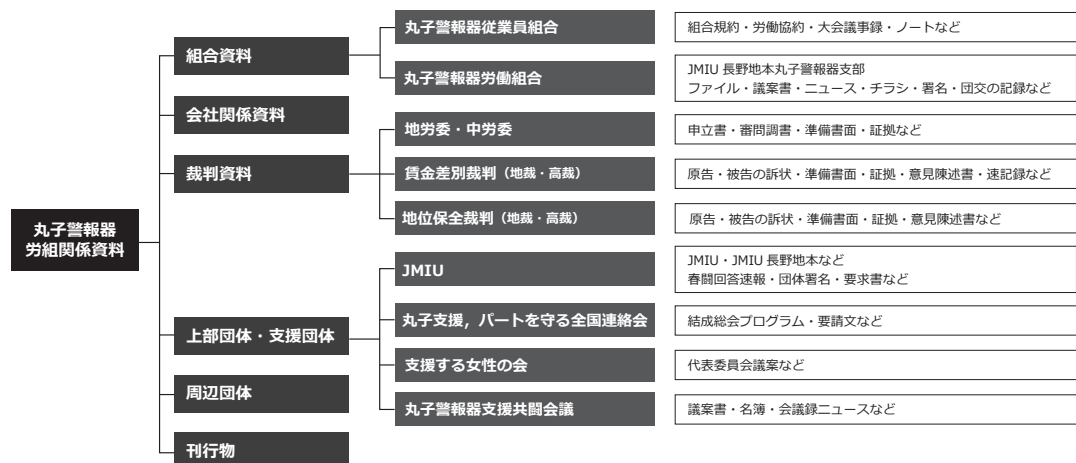 丸子警報器
労組関係資料
組合資料
丸子警報器従業員組合
組合規約・労働協約・大会議事録・ノートなど
丸子警報器労働組合
JMIU 長野地本丸子警報器支部
ファイル・議案書・ニュース・チラシ・署名・団交の記録など
会社関係資料
裁判資料
地労委・中労委
申立書・審問調書・準備書面・証拠など
賃金差別裁判（地裁・高裁）
原告・被告の訴状・準備書面・証拠・意見陳述書・速記録など
地位保全裁判（地裁・高裁）
原告・被告の訴状・準備書面・証拠・意見陳述書など
上部団体・支援団体
JMIU
JMIU・JMIU 長野地本など
春闘回答速報・団体署名・要求書など
丸子支援，パートを守る全国連絡会
結成総会プログラム・要請文など
支援する女性の会
代表委員会議案など
丸子警報器支援共闘会議
議案書・名簿・会議録ニュースなど
周辺団体
刊行物